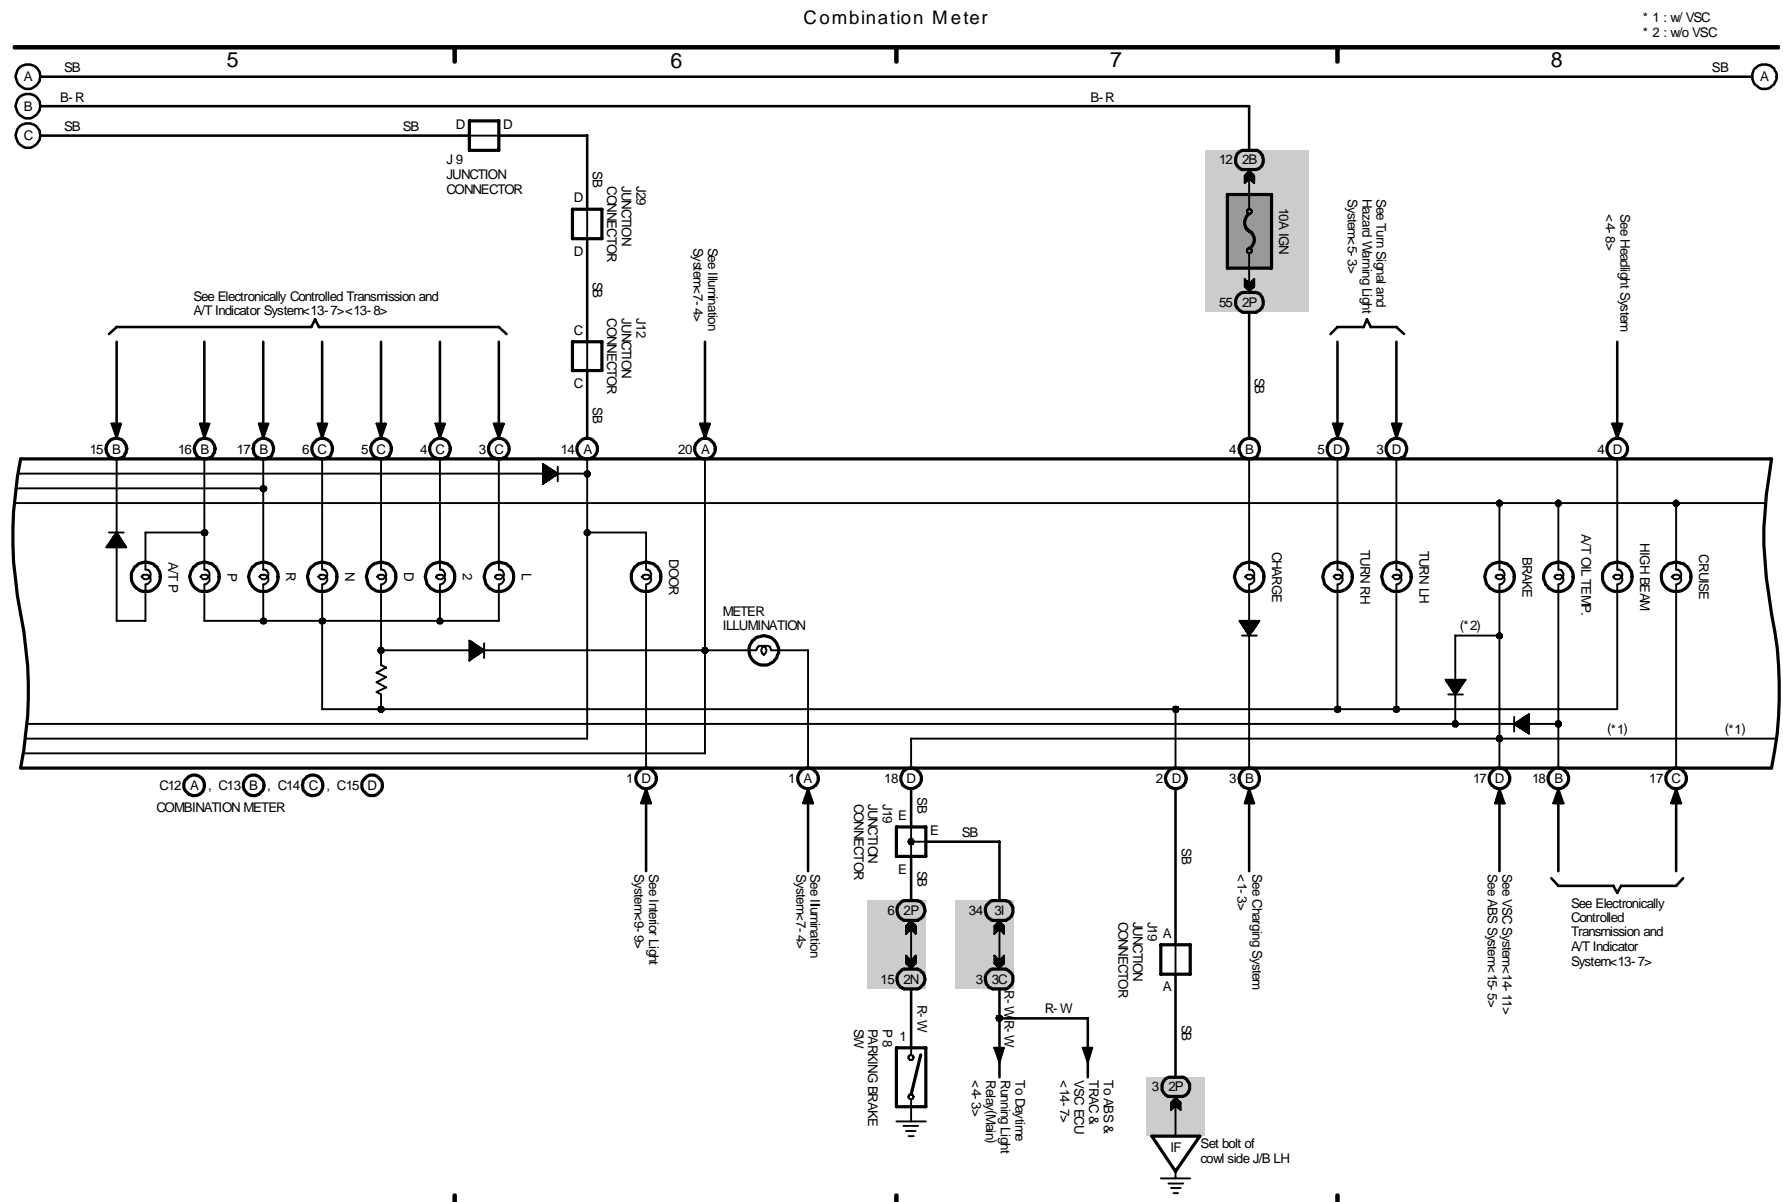 Combination Meter
* 1 : w/ VSC
* 2 : w/o VSC
5
6
7
8
A
SB
SB
A
B
B-R
B-R
C
SB
SB
D
D
J 9
JUNCTION
CONNECTOR
SB
D
J29
JUNCTION
CONNECTOR
D
SB
C
J12
JUNCTION
CONNECTOR
C
SB
See Illumination
System<7-4>
12
2B
10A IGN
55
2P
SB
See Turn Signal and
Hazard Warning Light
System<5-3>
See Headlight System
<4-8>
See Electronically Controlled Transmission and
A/T Indicator System<13-7><13-8>
15 B
16 B
17 B
6 C
5 C
4 C
3 C
14 A
20 A
4 B
5 D
3 D
4 D
A/T P
P
R
N
D
2
L
DOOR
METER
ILLUMINATION
CHARGE
TURN RH
TURN LH
BRAKE
A/T OIL TEMP.
HIGH BEAM
CRUISE
(*2)
(*1)
(*1)
C12 A , C13 B , C14 C , C15 D
COMBINATION METER
1 D
1 A
18 D
2 D
3 B
17 D
18 B
17 C
See Interior Light
System<9-9>
See Illumination
System<7-4>
SB
E
J19
JUNCTION
CONNECTOR
E
SB
E
SB
6 2P
15 2N
R-W
1
P 8
PARKING BRAKE
SW
34 3I
3 3C
R-W
R-W
R-W
To Daytime
Running Light
Relay(Main)
<4-3>
To ABS &
TRAC &
VSC ECU
<14-7>
SB
A
J19
JUNCTION
CONNECTOR
A
SB
3 2P
IF
Set bolt of
cowl side J/B LH
See Charging System
<1-3>
See VSC System<14-11>
See ABS System<15-5>
See Electronically
Controlled
Transmission and
A/T Indicator
System<13-7>